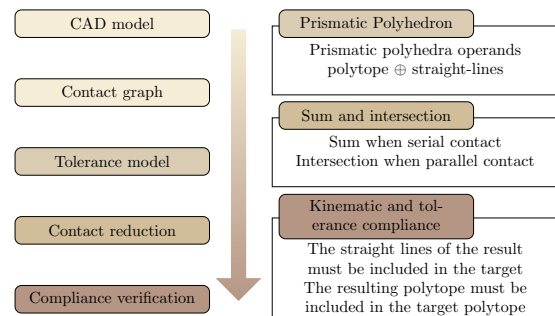 CAD model
Contact graph
Tolerance model
Contact reduction
Compliance verification
Prismatic Polyhedron
Prismatic polyhedra operands
polytope ⊕ straight-lines
Sum and intersection
Sum when serial contact
Intersection when parallel contact
Kinematic and tol-
erance compliance
The straight lines of the result
must be included in the target
The resulting polytope must be
included in the target polytope